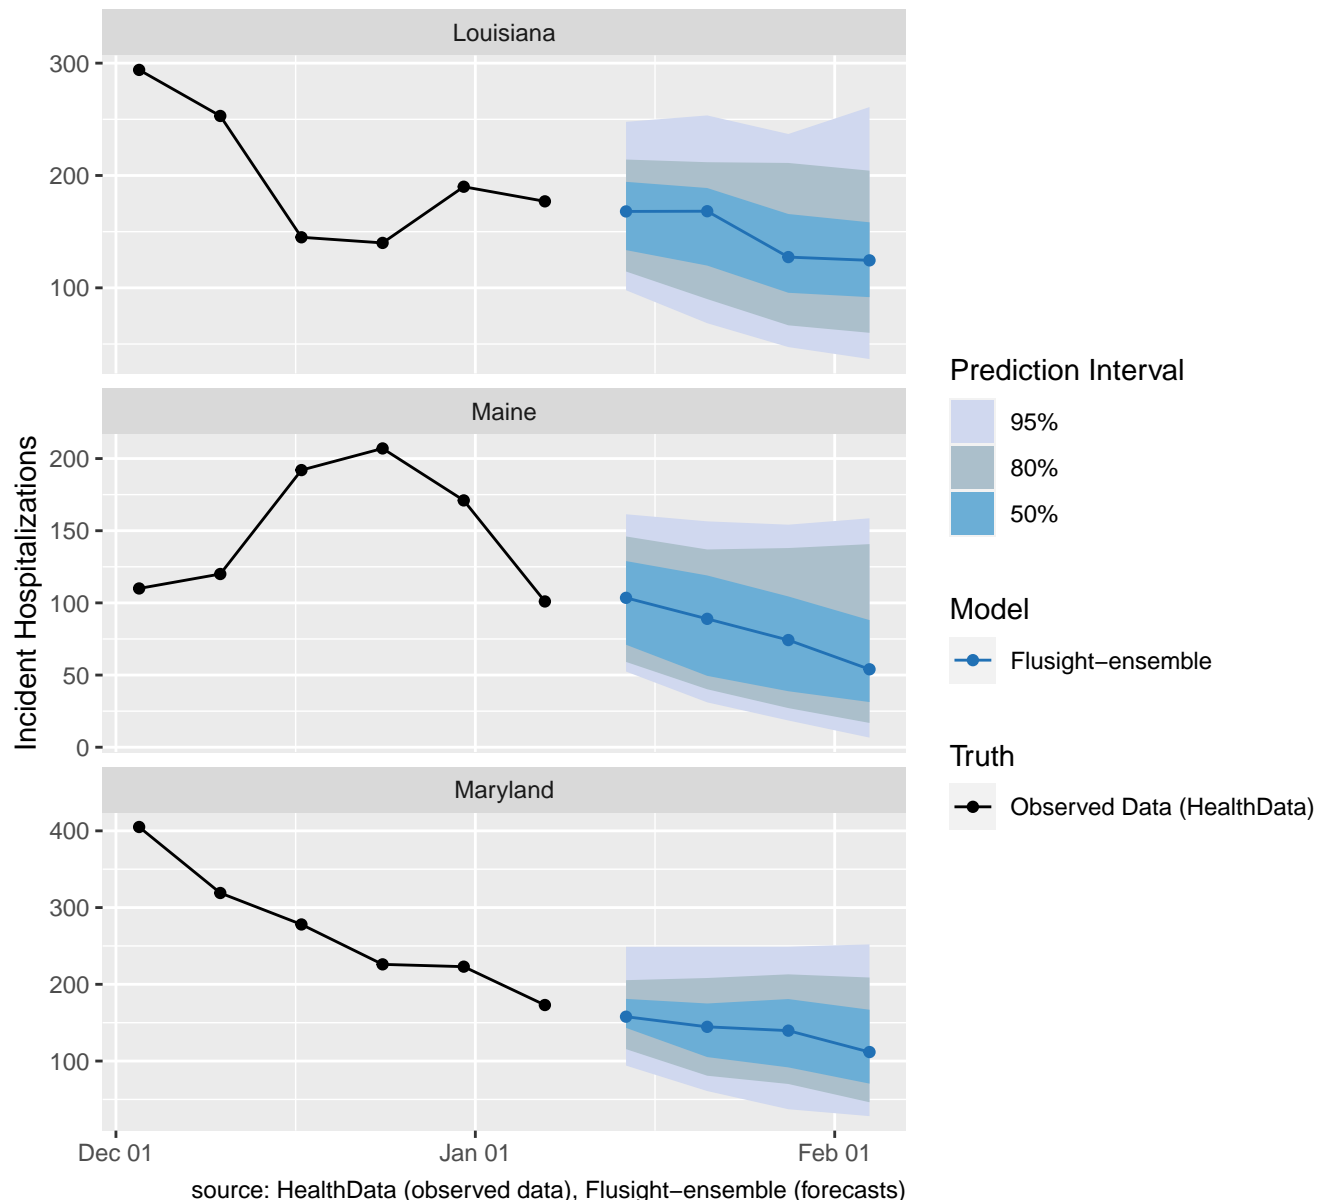 Louisiana
300
200
100
Maine
200
150
100
50
0
Maryland
400
300
200
100
Dec 01
Jan 01
Feb 01
Incident Hospitalizations
source: HealthData (observed data), Flusight−ensemble (forecasts)
Prediction Interval
95%
80%
50%
Model
Flusight−ensemble
Truth
Observed Data (HealthData)